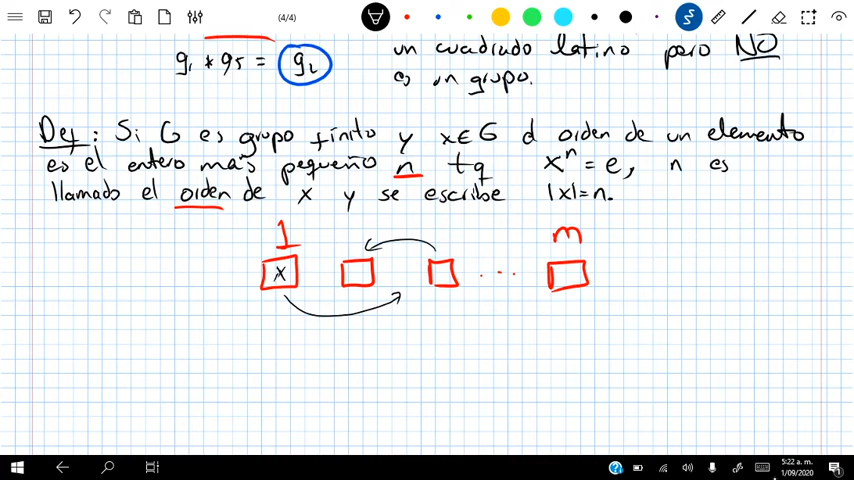 (4/4)
g₁ * g₅ = g₂
un cuadrado latino pero NO
es un grupo.
Def: Si G es grupo finito y x∈G el orden de un elemento
es el entero más pequeño n tq xⁿ = e, n es
llamado el orden de x y se escribe |x|=n.
1 m
x ...
5:22 a. m.
1/09/2020